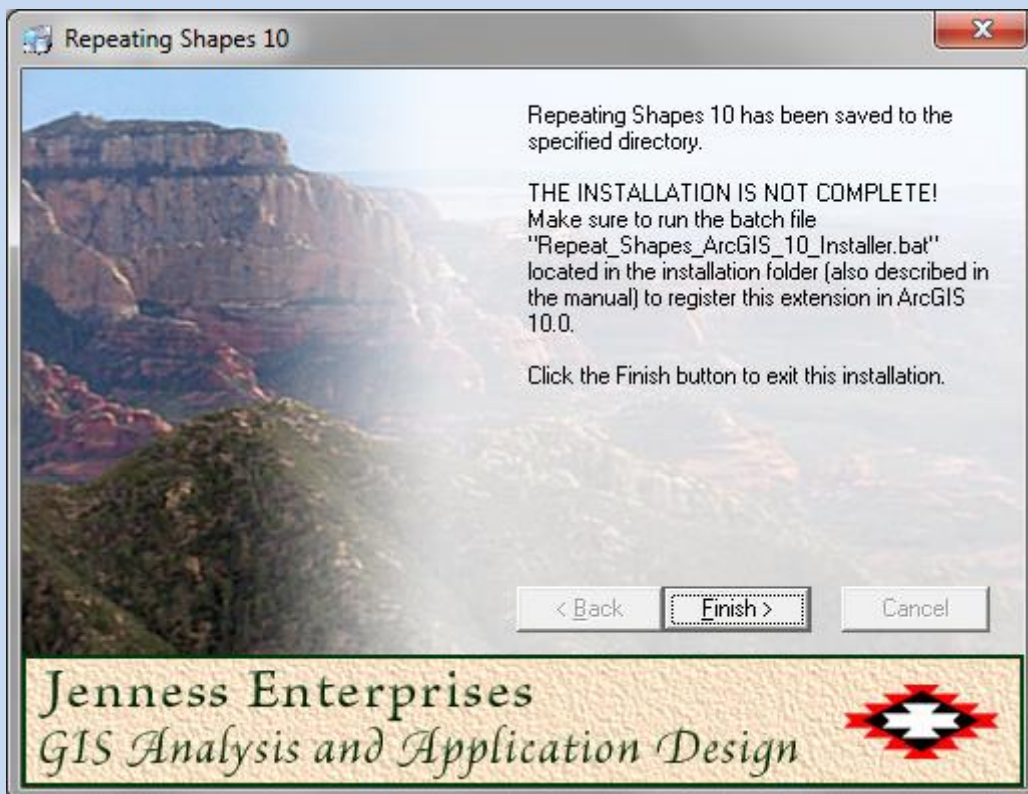 Repeating Shapes 10
Repeating Shapes 10 has been saved to the
specified directory.
THE INSTALLATION IS NOT COMPLETE!
Make sure to run the batch file
"Repeat_Shapes_ArcGIS_10_Installer.bat"
located in the installation folder (also described in
the manual) to register this extension in ArcGIS
10.0.
Click the Finish button to exit this installation.
< Back
Finish >
Cancel
Jenness Enterprises
GIS Analysis and Application Design